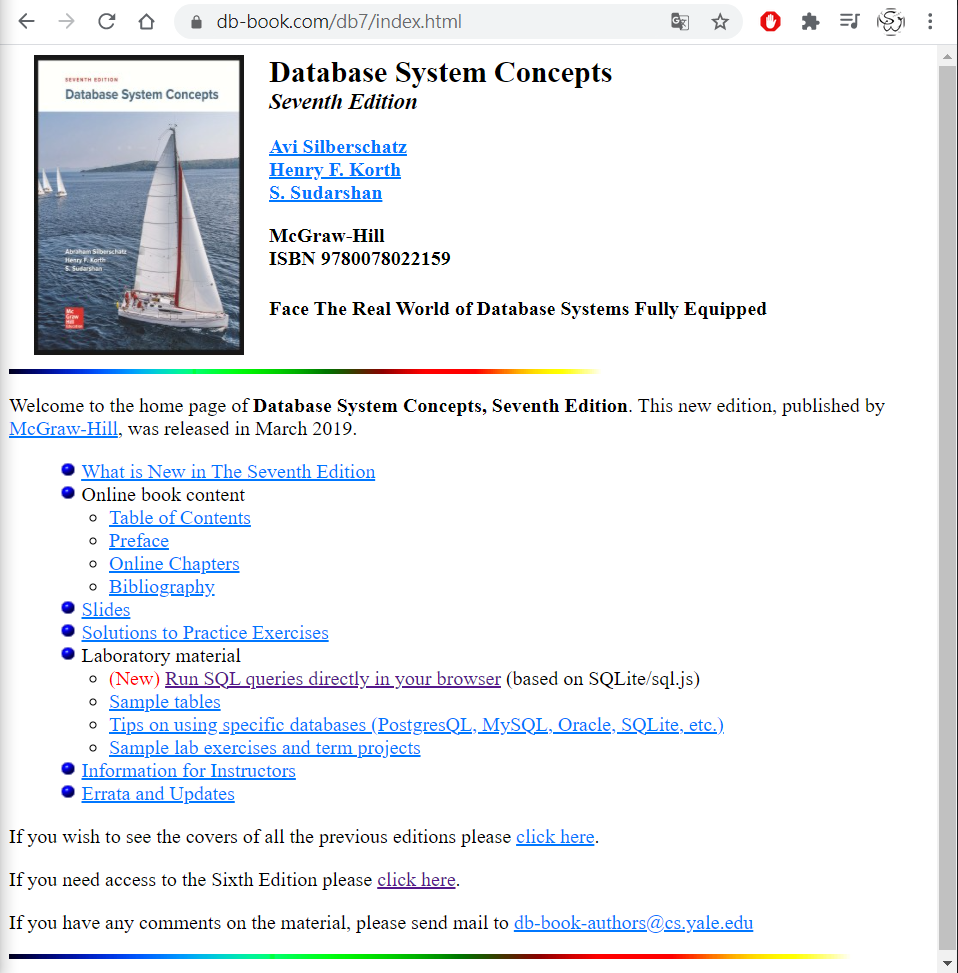 db-book.com/db7/index.html
SEVENTH EDITION
Database System Concepts
Abraham Silberschatz
Henry F. Korth
S. Sudarshan
Mc
Graw
Hill
Education
Database System Concepts
Seventh Edition
Avi Silberschatz
Henry F. Korth
S. Sudarshan
McGraw-Hill
ISBN 9780078022159
Face The Real World of Database Systems Fully Equipped
Welcome to the home page of Database System Concepts, Seventh Edition. This new edition, published by
McGraw-Hill, was released in March 2019.
What is New in The Seventh Edition
Online book content
Table of Contents
Preface
Online Chapters
Bibliography
Slides
Solutions to Practice Exercises
Laboratory material
(New) Run SQL queries directly in your browser (based on SQLite/sql.js)
Sample tables
Tips on using specific databases (PostgresQL, MySQL, Oracle, SQLite, etc.)
Sample lab exercises and term projects
Information for Instructors
Errata and Updates
If you wish to see the covers of all the previous editions please click here.
If you need access to the Sixth Edition please click here.
If you have any comments on the material, please send mail to db-book-authors@cs.yale.edu